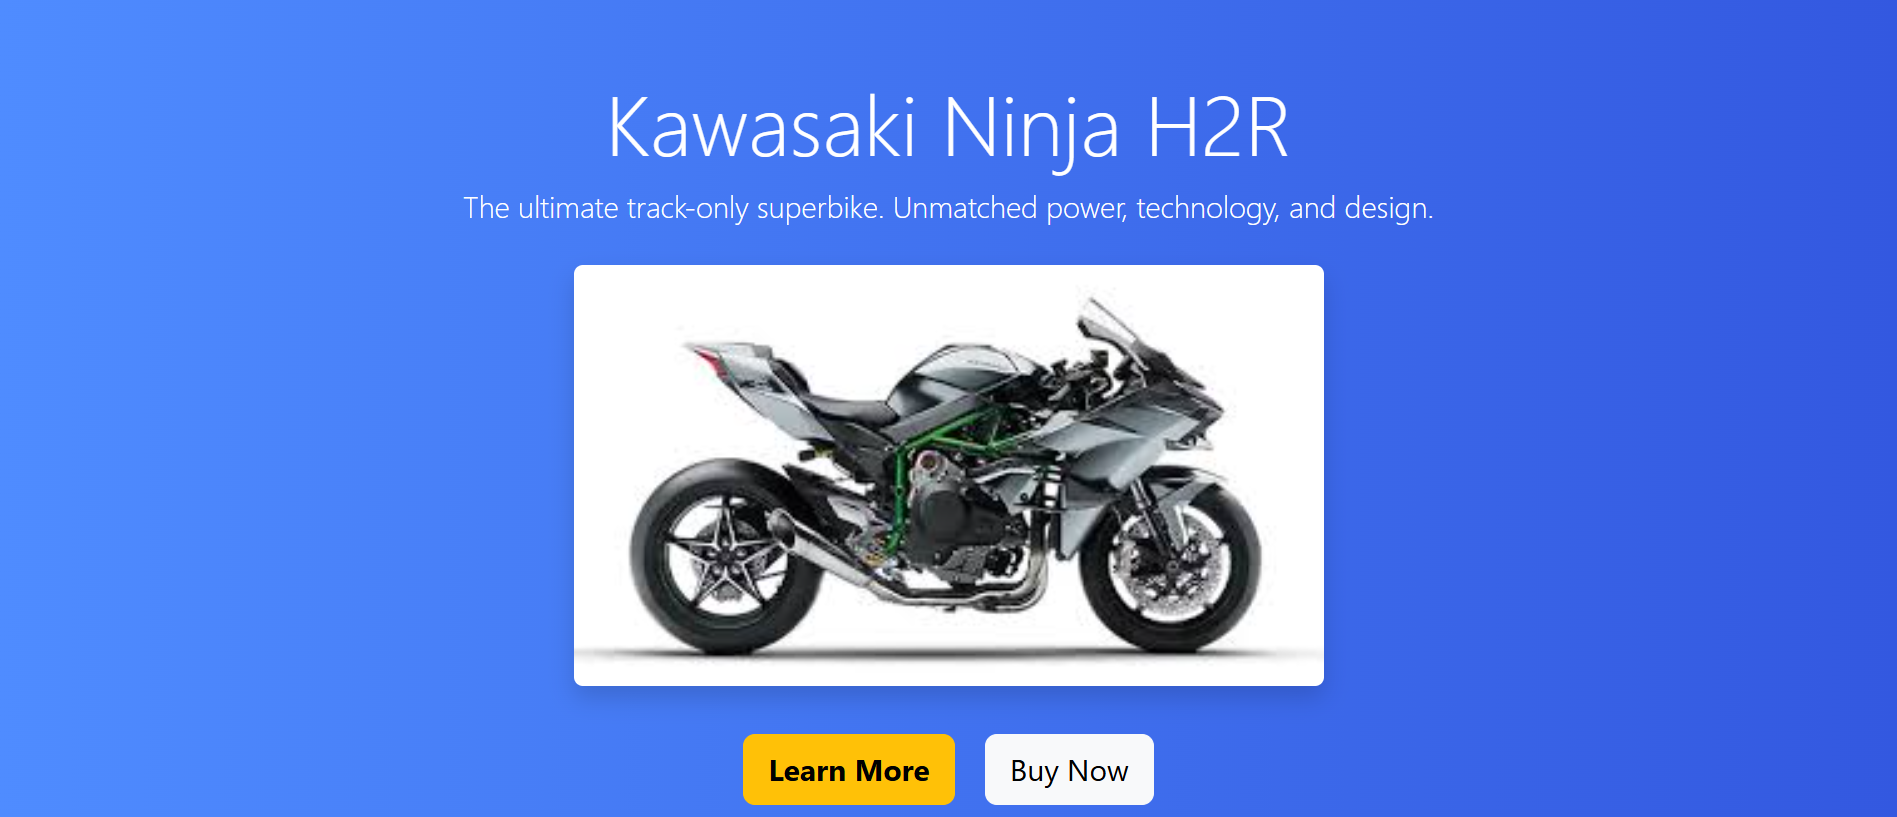 Kawasaki Ninja H2R
The ultimate track-only superbike. Unmatched power, technology, and design.
Learn More
Buy Now